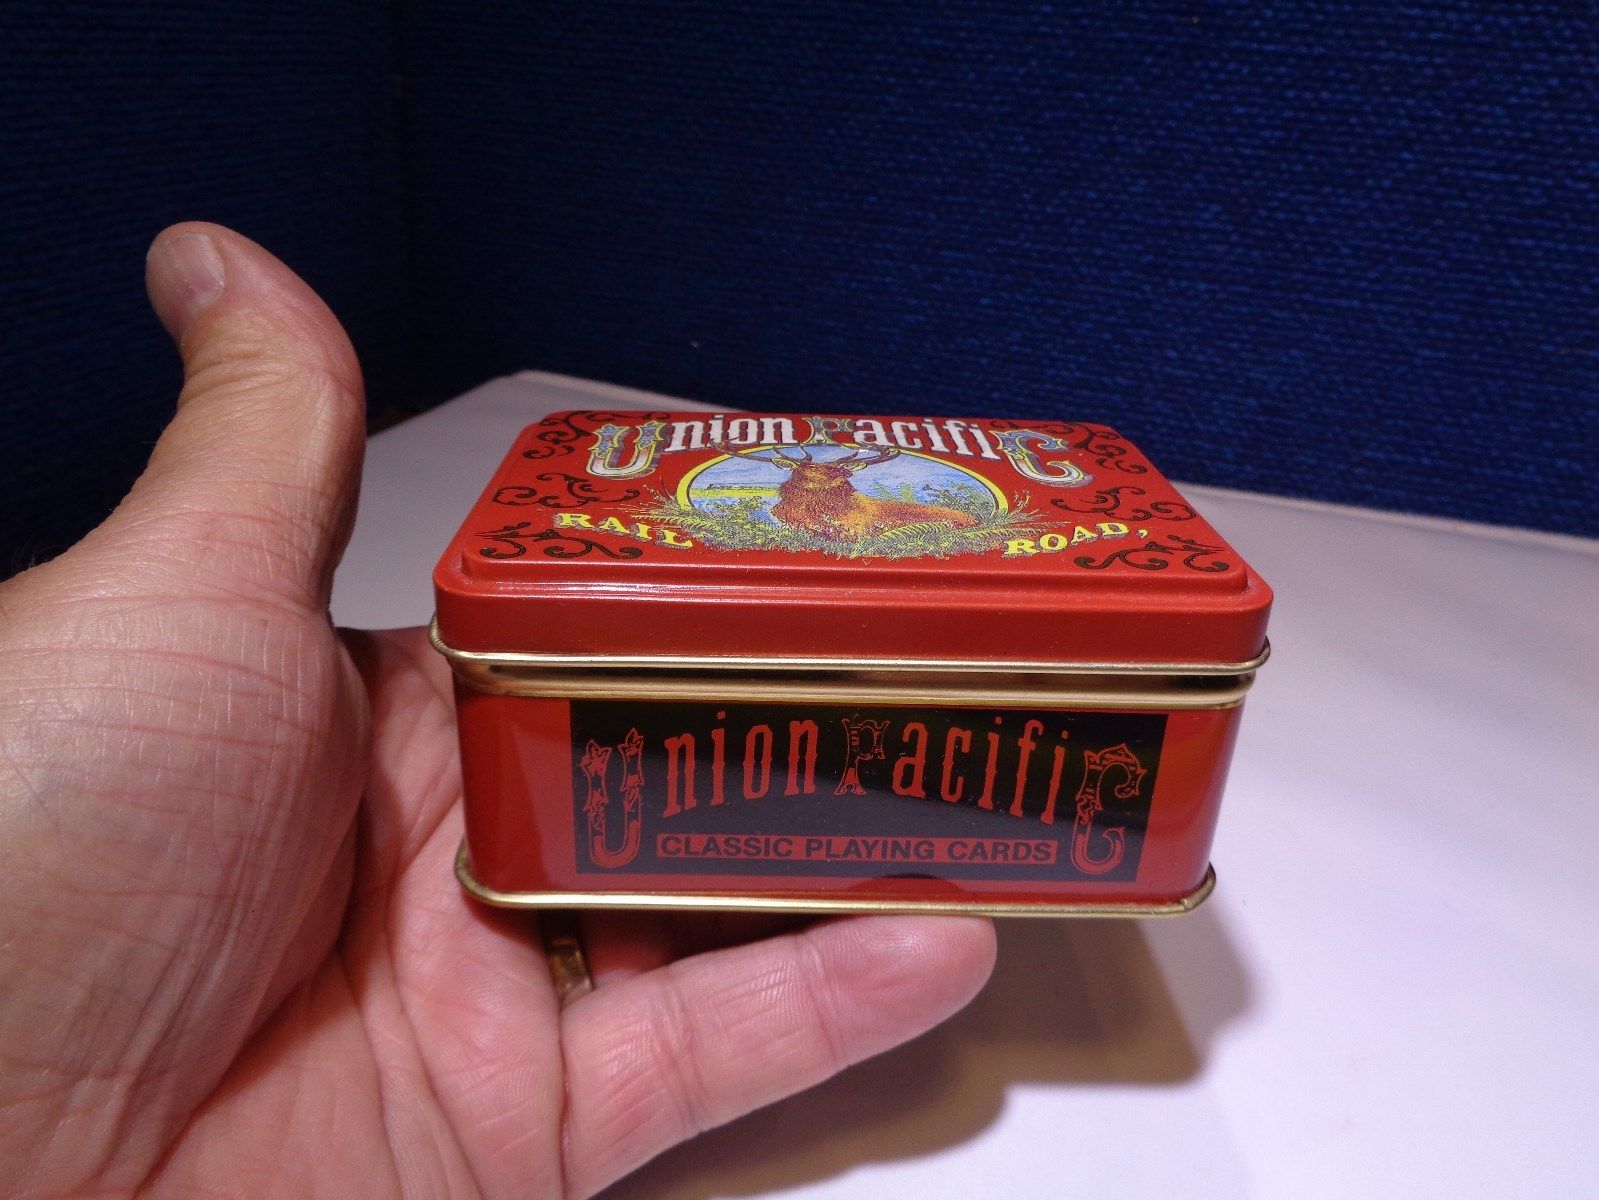 Union Pacific
RAIL ROAD,
Union Pacific
CLASSIC PLAYING CARDS